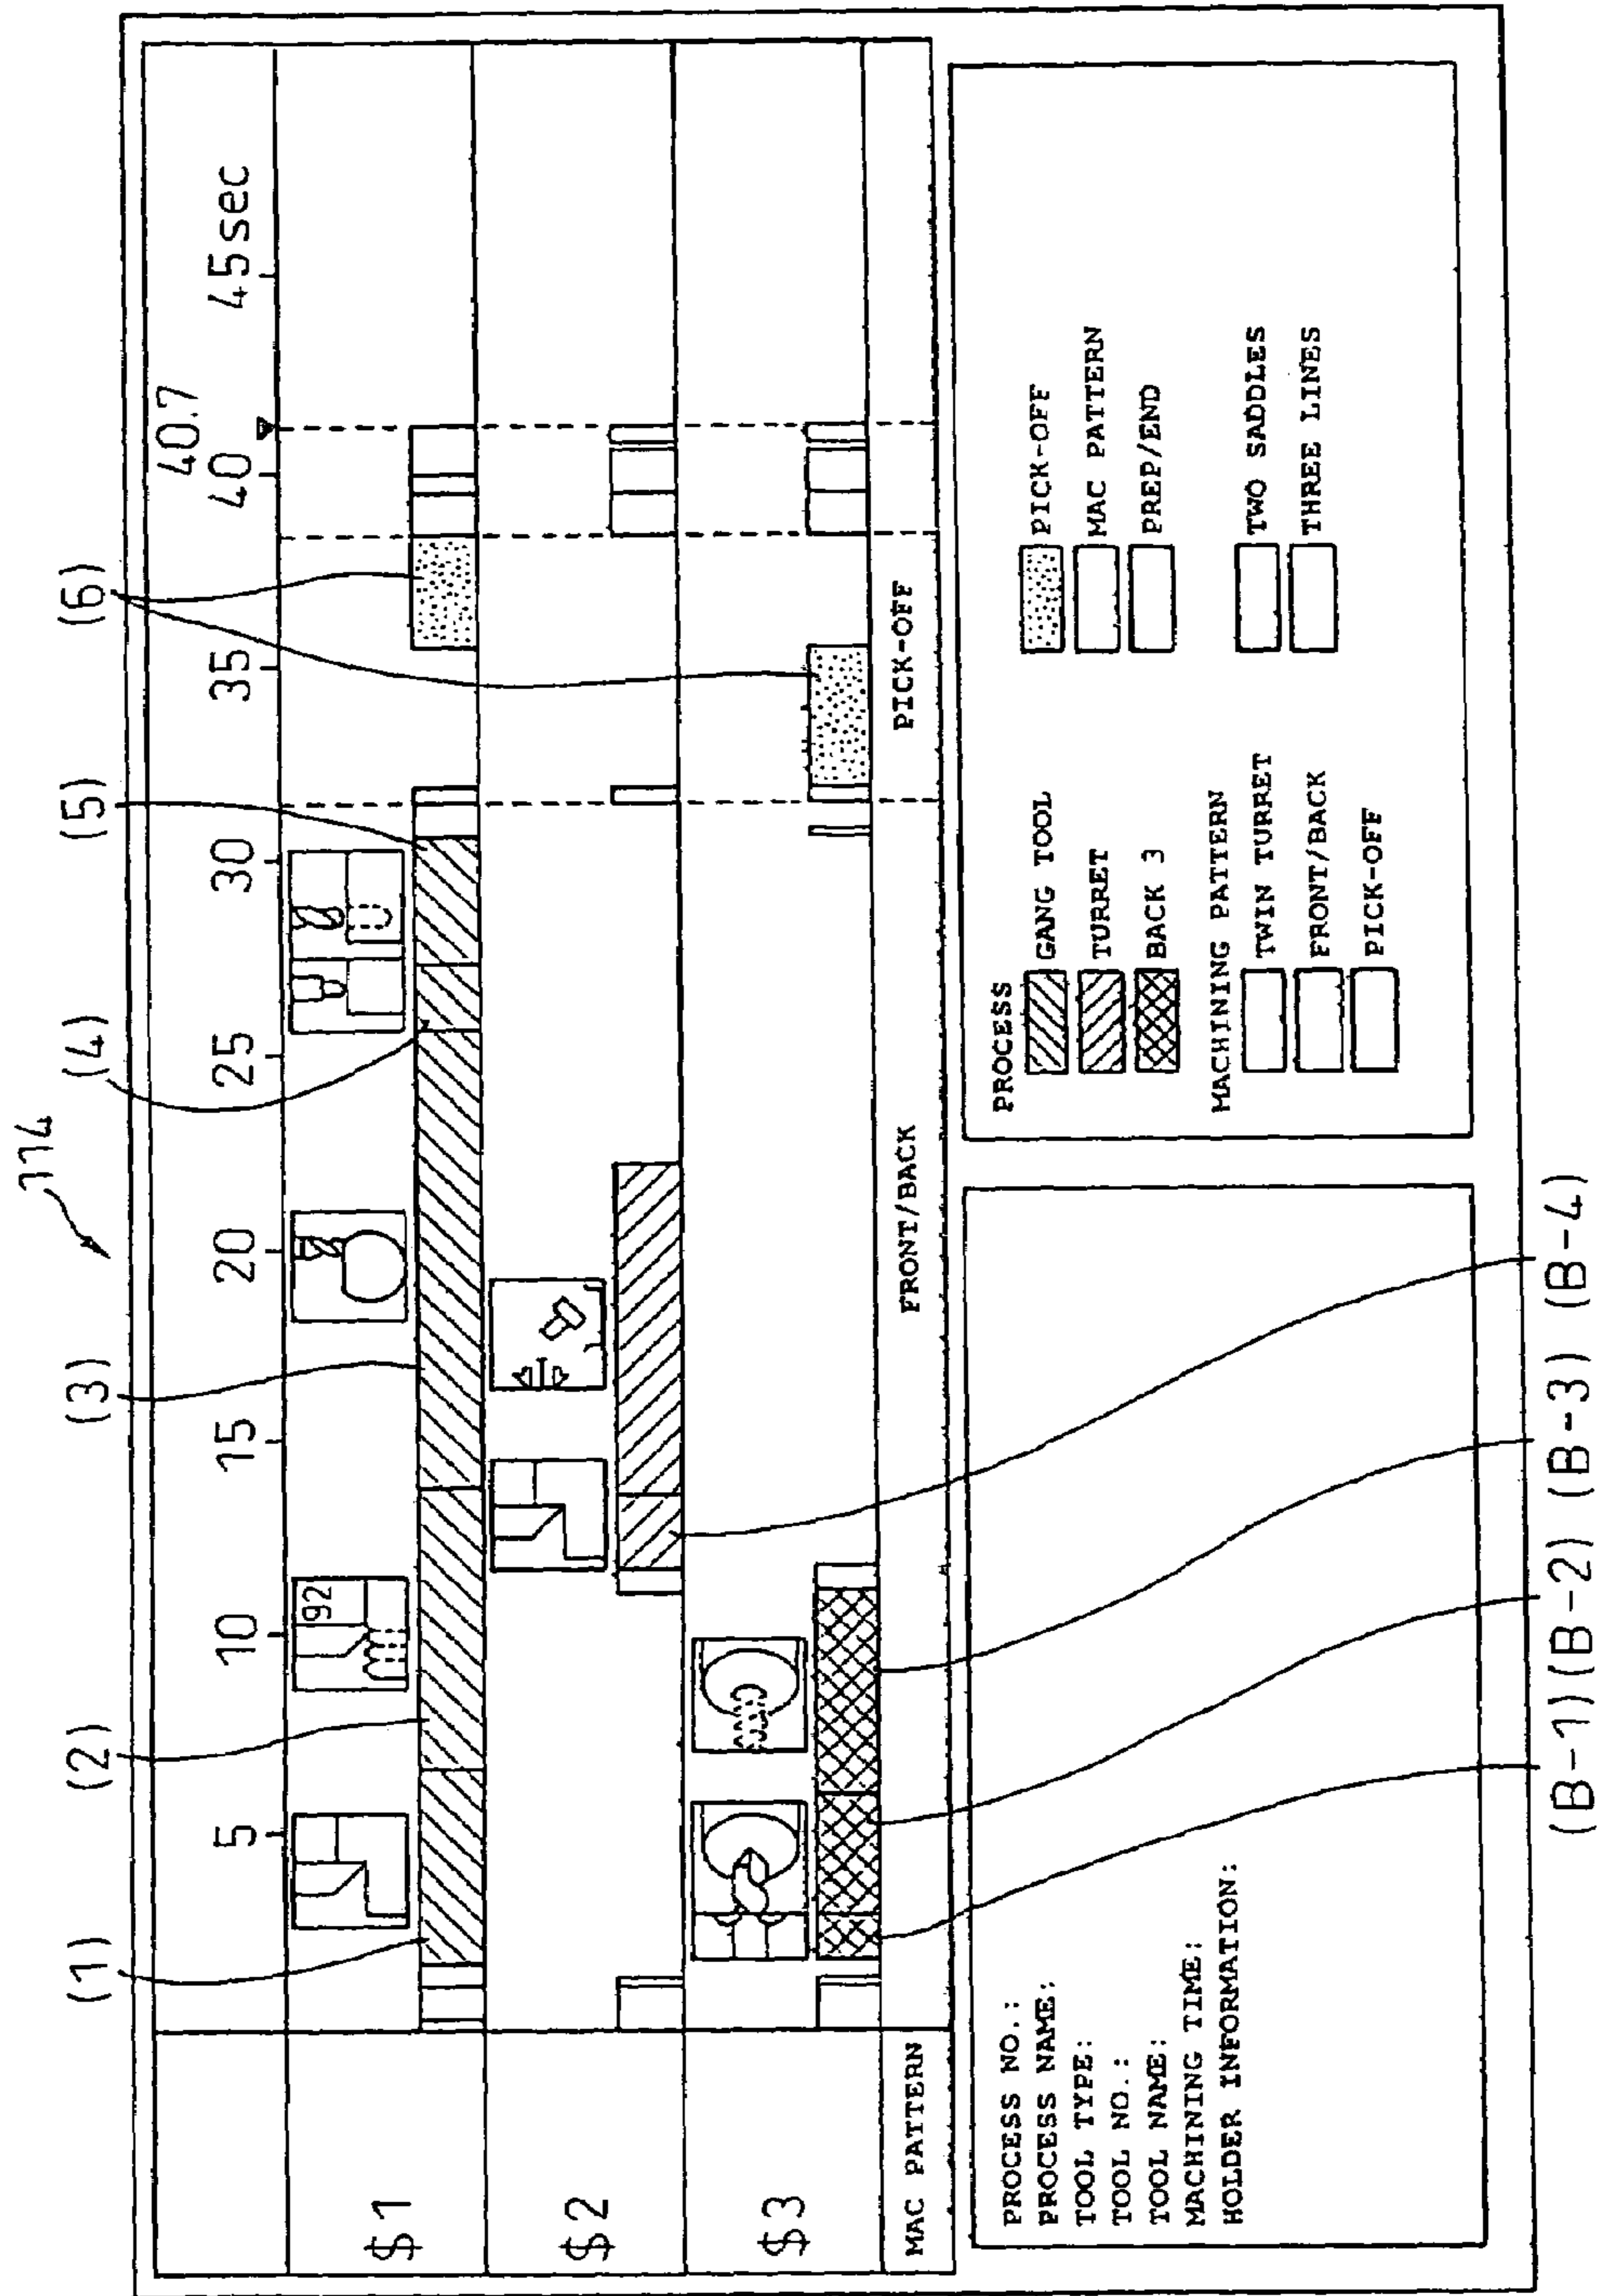 114
(1) (2) (3) (4) (5) (6)
40.7
5 10 15 20 25 30 35 40 45sec
$1
92
$2
$3
MAC PATTERN
FRONT/BACK
PICK-OFF
PROCESS NO.:
PROCESS NAME:
TOOL TYPE:
TOOL NO.:
TOOL NAME:
MACHINING TIME:
HOLDER INFORMATION:
PROCESS
GANG TOOL
TURRET
BACK 3
PICK-OFF
MAC PATTERN
PREP/END
MACHINING PATTERN
TWIN TURRET
FRONT/BACK
PICK-OFF
TWO SADDLES
THREE LINES
(B-1) (B-2) (B-3) (B-4)